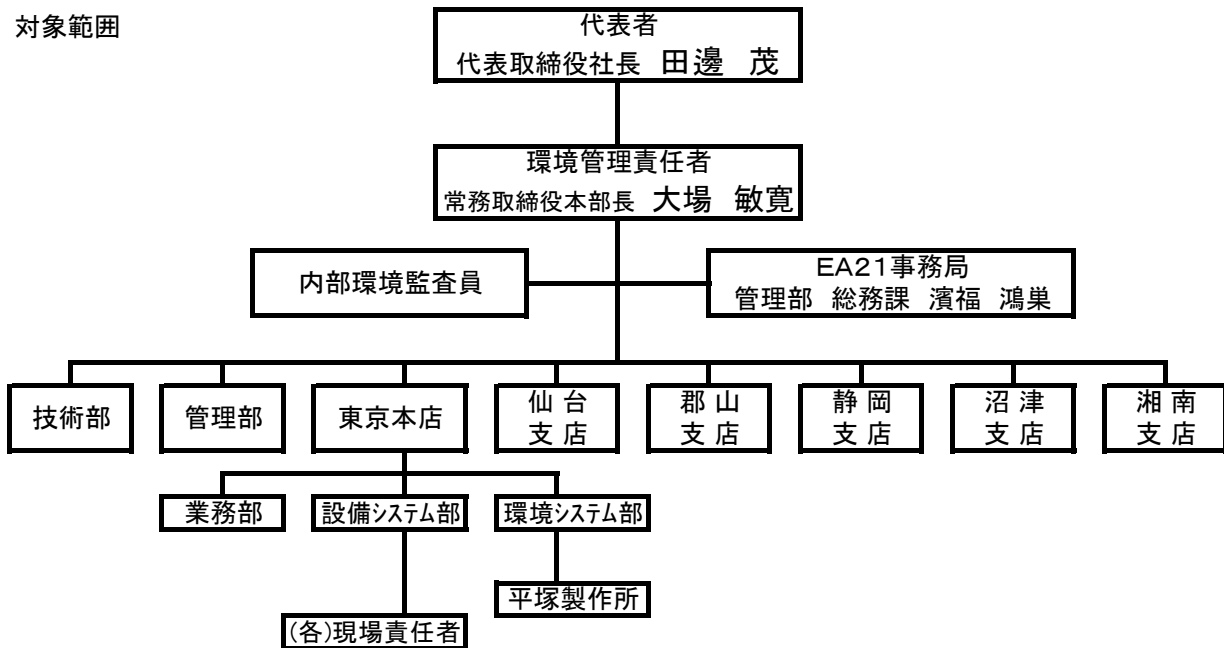 対象範囲
代表者
代表取締役社長 田邊 茂
環境管理責任者
常務取締役本部長 大場 敏寛
内部環境監査員
EA21事務局
管理部 総務課 濱福 鴻巣
技術部
管理部
東京本店
仙台
支店
郡山
支店
静岡
支店
沼津
支店
湘南
支店
業務部
設備システム部
環境システム部
平塚製作所
(各)現場責任者